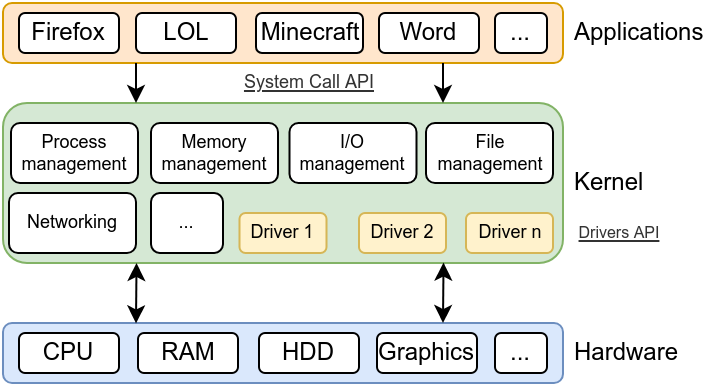 Firefox LOL Minecraft Word ... Applications
System Call API
Process management Memory management I/O management File management
Kernel
Networking ... Driver 1 Driver 2 Driver n Drivers API
CPU RAM HDD Graphics ... Hardware